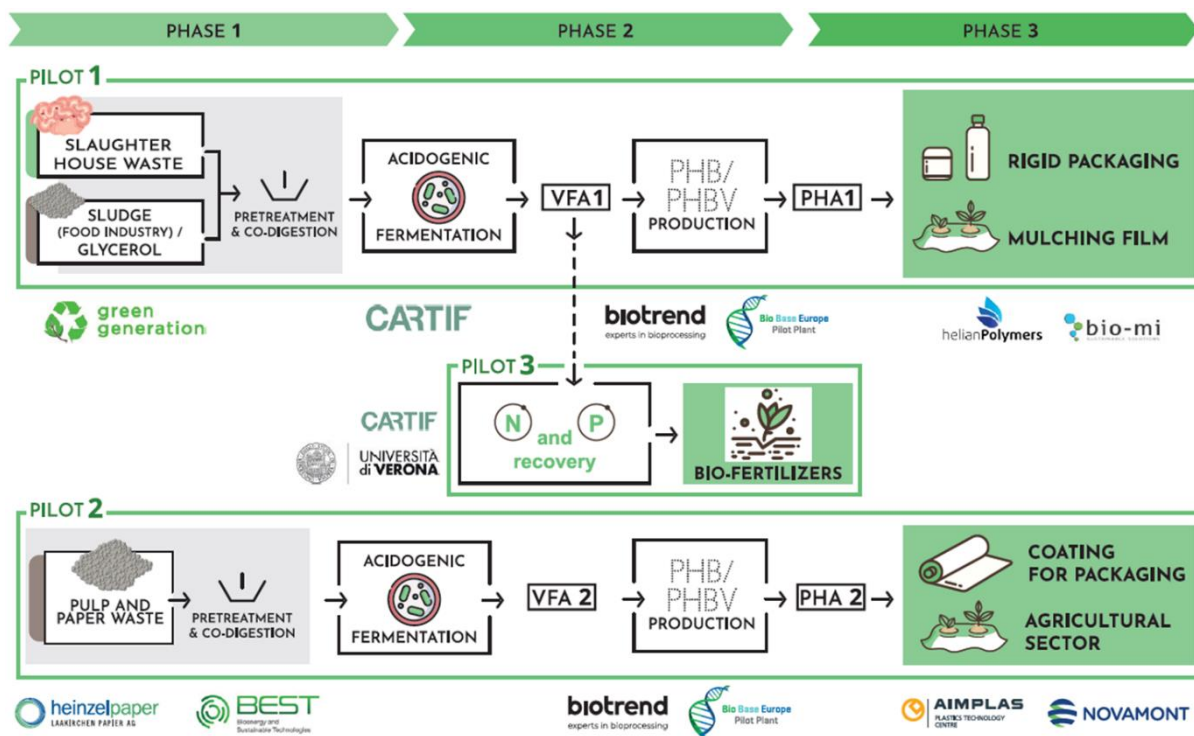 PHASE 1
PHASE 2
PHASE 3
PILOT 1
SLAUGHTER
HOUSE WASTE
SLUDGE
(FOOD INDUSTRY) /
GLYCEROL
PRETREATMENT
& CO-DIGESTION
ACIDOGENIC
FERMENTATION
VFA1
PHB/
PHBV
PRODUCTION
PHA1
RIGID PACKAGING
MULCHING FILM
green
generation
CARTIF
biotrend
experts in bioprocessing
Bio Base Europe
Pilot Plant
helianPolymers
bio-mi
SUSTAINABLE SOLUTIONS
PILOT 3
CARTIF
UNIVERSITÀ
di VERONA
N and P
recovery
BIO-FERTILIZERS
PILOT 2
PULP AND
PAPER WASTE
PRETREATMENT
& CO-DIGESTION
ACIDOGENIC
FERMENTATION
VFA 2
PHB/
PHBV
PRODUCTION
PHA 2
COATING
FOR PACKAGING
AGRICULTURAL
SECTOR
heinzelpaper
LAAKIRCHEN PAPIER AG
BEST
Bioenergy and
Sustainable Technologies
biotrend
experts in bioprocessing
Bio Base Europe
Pilot Plant
AIMPLAS
PLASTICS TECHNOLOGY
CENTRE
NOVAMONT